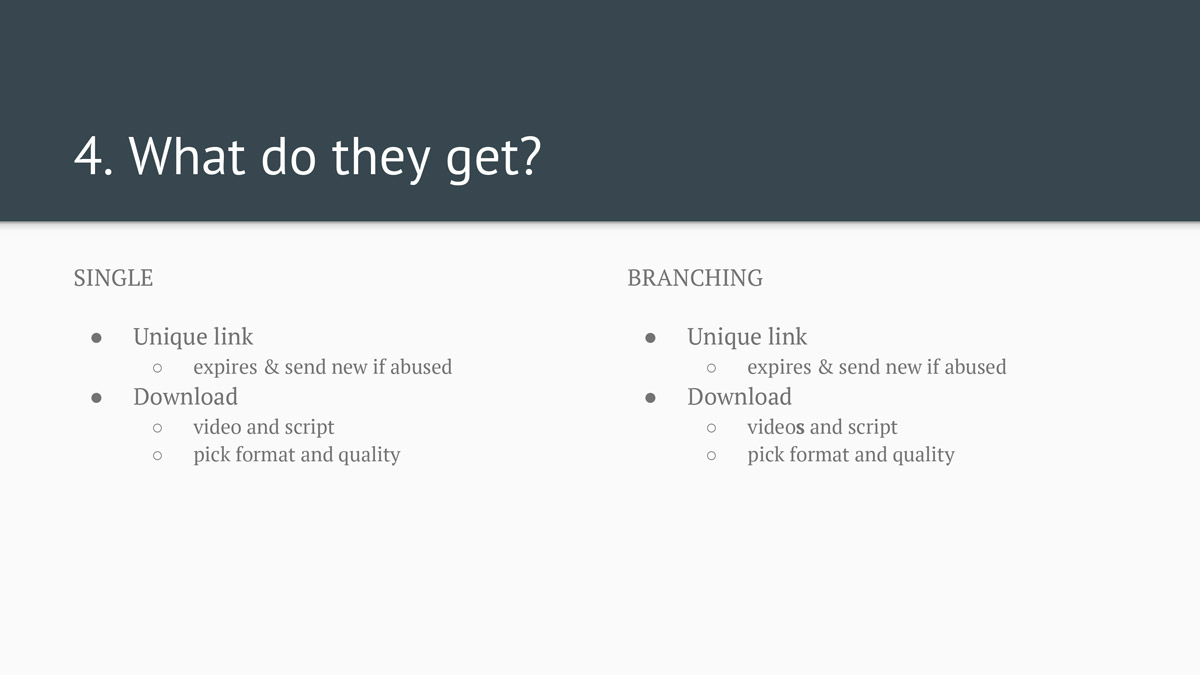 4. What do they get?
SINGLE
● Unique link
○ expires & send new if abused
● Download
○ video and script
○ pick format and quality
BRANCHING
● Unique link
○ expires & send new if abused
● Download
○ videos and script
○ pick format and quality